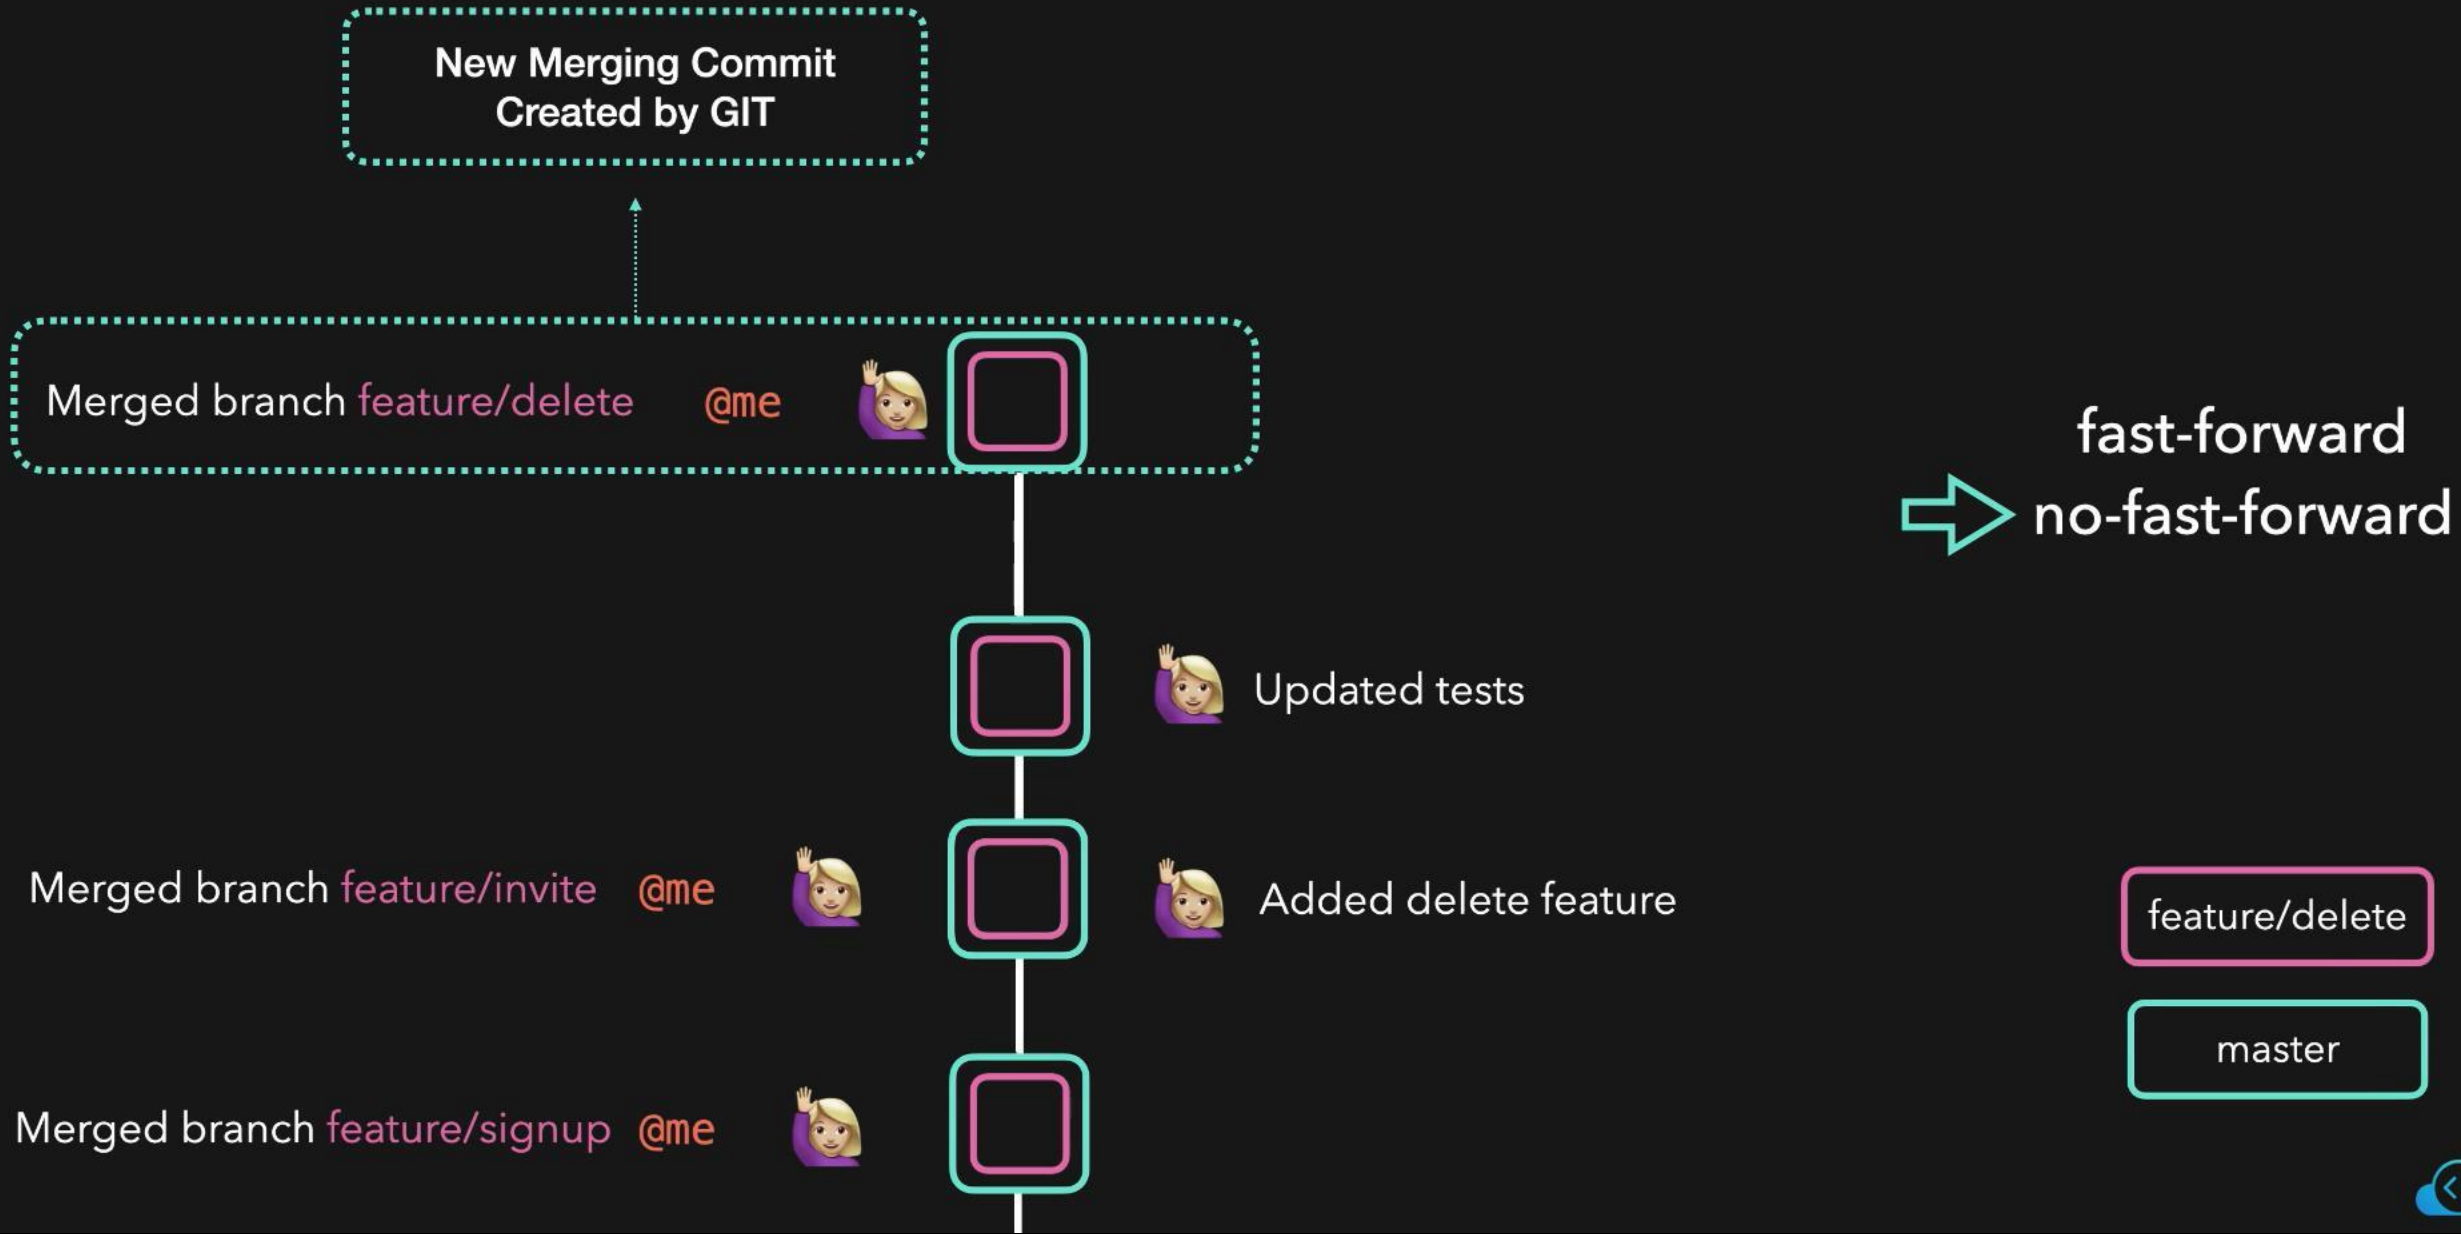 New Merging Commit
Created by GIT
Merged branch feature/delete @me
fast-forward
no-fast-forward
Updated tests
Merged branch feature/invite @me
Added delete feature
feature/delete
master
Merged branch feature/signup @me